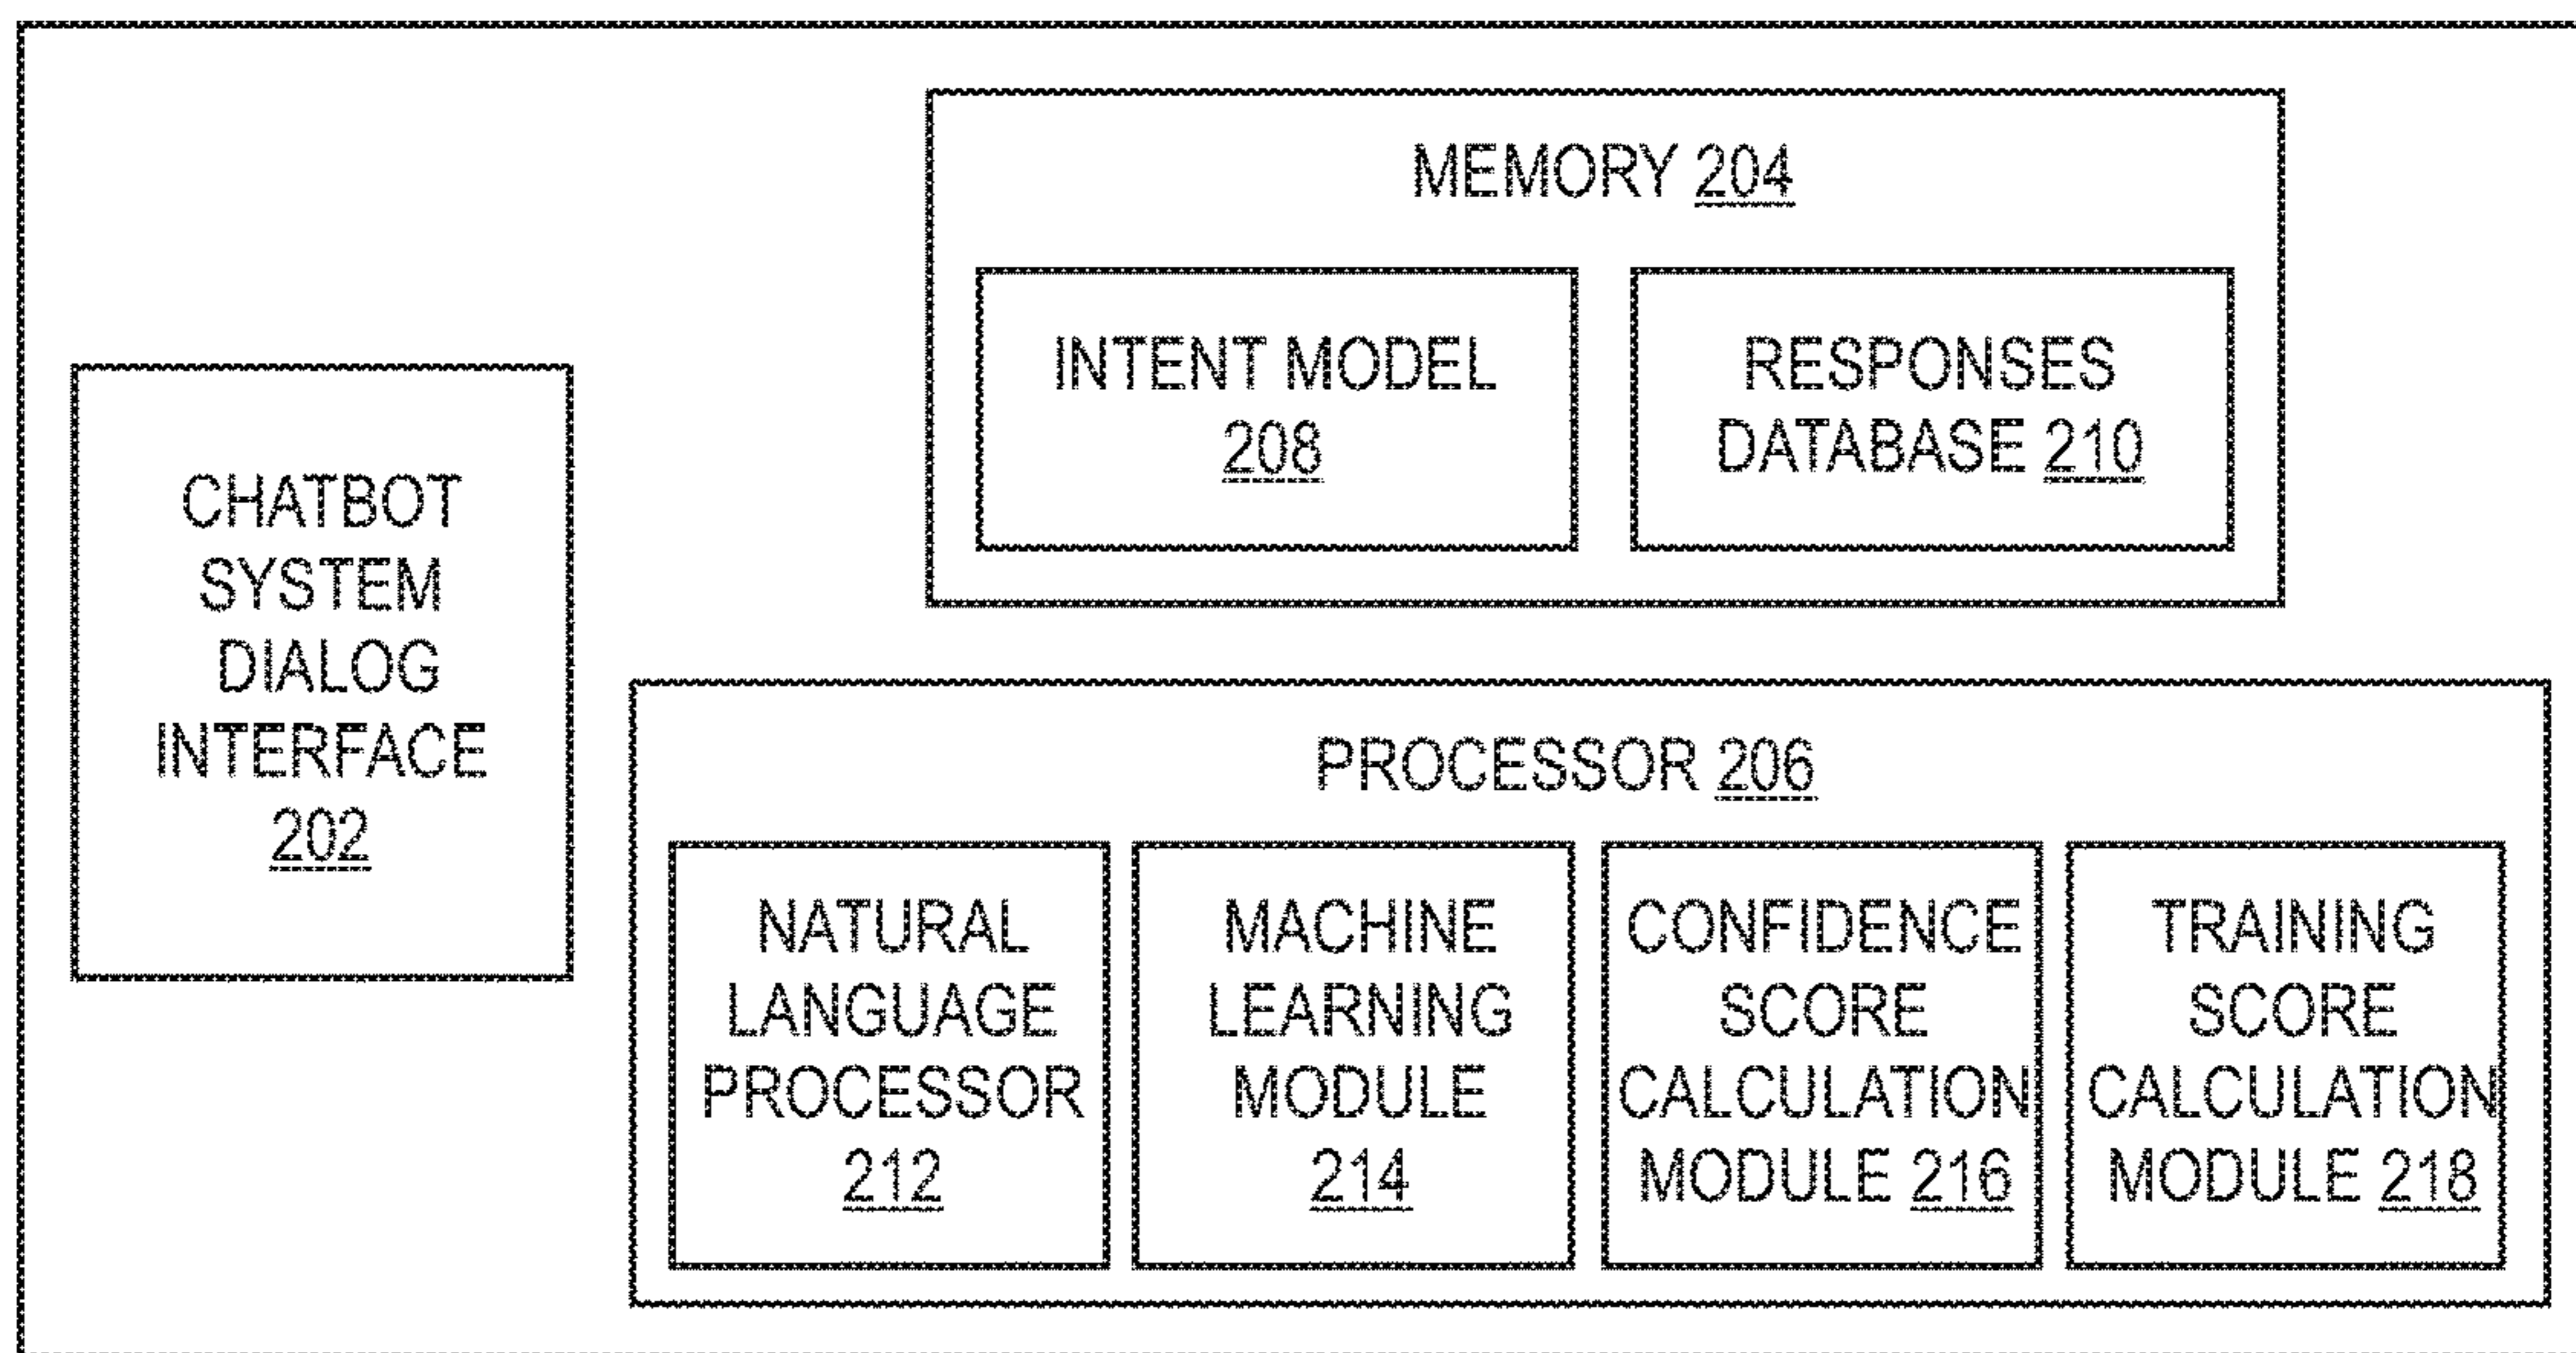 MEMORY 204
INTENT MODEL
208
RESPONSES
DATABASE 210
CHATBOT
SYSTEM
DIALOG
INTERFACE
202
PROCESSOR 206
NATURAL
LANGUAGE
PROCESSOR
212
MACHINE
LEARNING
MODULE
214
CONFIDENCE
SCORE
CALCULATION
MODULE 216
TRAINING
SCORE
CALCULATION
MODULE 218